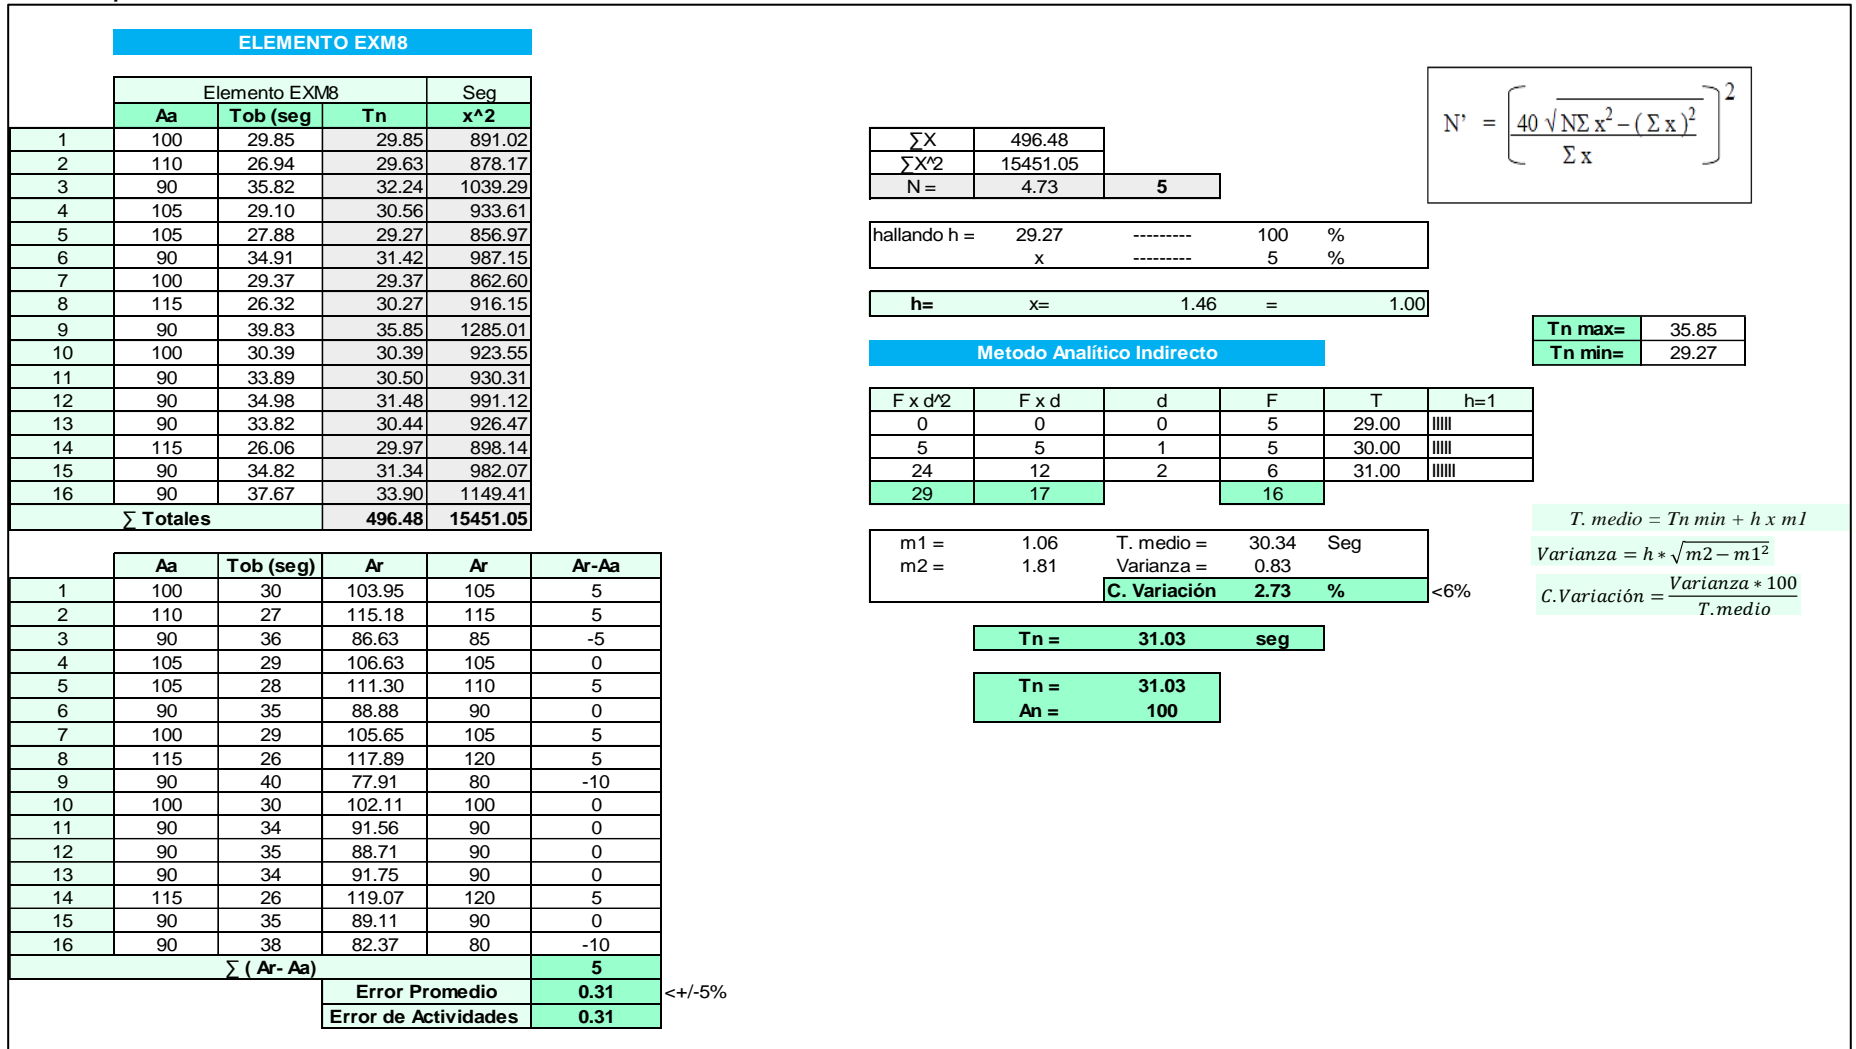 ELEMENTO EXM8
Elemento EXM8 Seg
Aa Tob (seg Tn x^2
1 100 29.85 29.85 891.02
2 110 26.94 29.63 878.17
3 90 35.82 32.24 1039.29
4 105 29.10 30.56 933.61
5 105 27.88 29.27 856.97
6 90 34.91 31.42 987.15
7 100 29.37 29.37 862.60
8 115 26.32 30.27 916.15
9 90 39.83 35.85 1285.01
10 100 30.39 30.39 923.55
11 90 33.89 30.50 930.31
12 90 34.98 31.48 991.12
13 90 33.82 30.44 926.47
14 115 26.06 29.97 898.14
15 90 34.82 31.34 982.07
16 90 37.67 33.90 1149.41
∑ Totales 496.48 15451.05
Aa Tob (seg) Ar Ar Ar-Aa
1 100 30 103.95 105 5
2 110 27 115.18 115 5
3 90 36 86.63 85 -5
4 105 29 106.63 105 0
5 105 28 111.30 110 5
6 90 35 88.88 90 0
7 100 29 105.65 105 5
8 115 26 117.89 120 5
9 90 40 77.91 80 -10
10 100 30 102.11 100 0
11 90 34 91.56 90 0
12 90 35 88.71 90 0
13 90 34 91.75 90 0
14 115 26 119.07 120 5
15 90 35 89.11 90 0
16 90 38 82.37 80 -10
∑ ( Ar- Aa) 5
Error Promedio 0.31 <+/-5%
Error de Actividades 0.31
∑X 496.48
∑X^2 15451.05
N = 4.73 5
hallando h = 29.27 --------- 100 %
x --------- 5 %
h= x= 1.46 = 1.00
Metodo Analítico Indirecto
F x d^2 F x d d F T h=1
0 0 0 5 29.00 IIIII
5 5 1 5 30.00 IIIII
24 12 2 6 31.00 IIIIII
29 17 16
m1 = 1.06 T. medio = 30.34 Seg
m2 = 1.81 Varianza = 0.83
C. Variación 2.73 % <6%
Tn = 31.03 seg
Tn = 31.03
An = 100
N' = [40 √ NΣ x² – ( Σ x )² / Σ x]²
Tn max= 35.85
Tn min= 29.27
T. medio = Tn min + h x m1
Varianza = h ∗ √m2 − m1²
C.Variación = Varianza ∗ 100 / T.medio